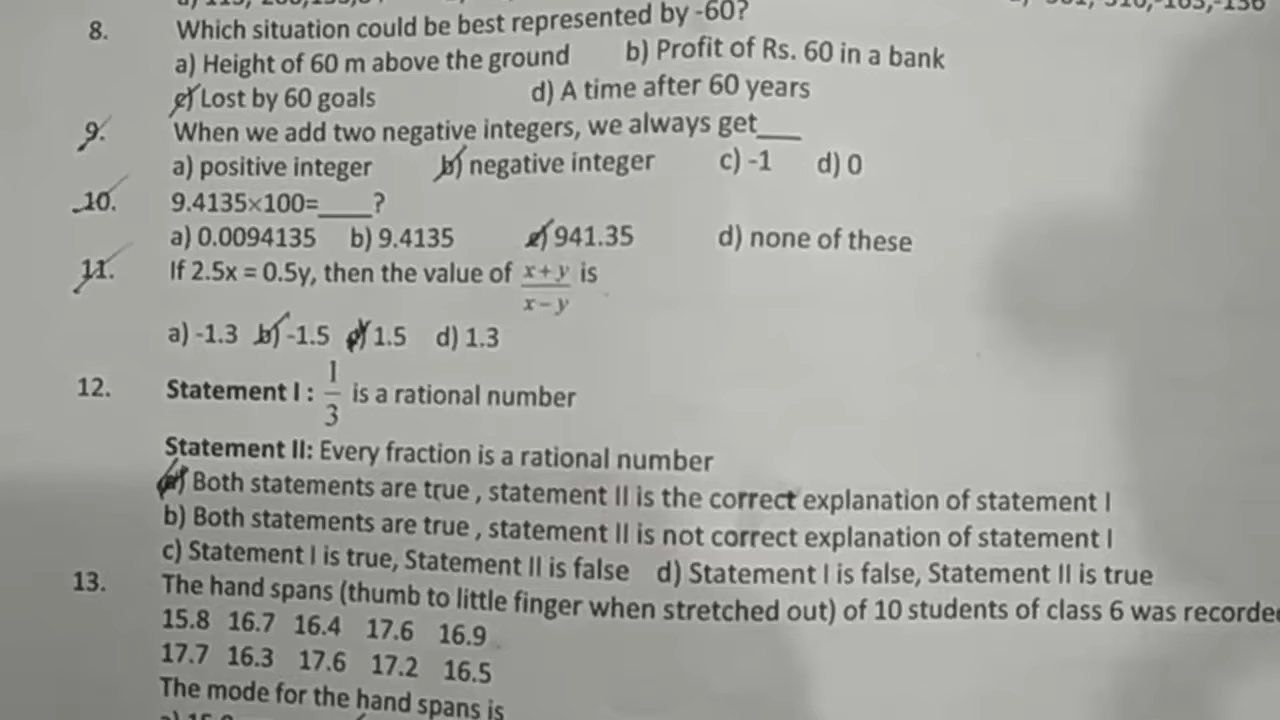 8. Which situation could be best represented by -60?
a) Height of 60 m above the ground b) Profit of Rs. 60 in a bank
c) Lost by 60 goals d) A time after 60 years
9. When we add two negative integers, we always get___
a) positive integer b) negative integer c) -1 d) 0
10. 9.4135×100=____?
a) 0.0094135 b) 9.4135 c) 941.35 d) none of these
11. If 2.5x = 0.5y, then the value of \frac{x+y}{x-y} is
a) -1.3 b) -1.5 c) 1.5 d) 1.3
12. Statement I : \frac{1}{3} is a rational number
Statement II: Every fraction is a rational number
a) Both statements are true , statement II is the correct explanation of statement I
b) Both statements are true , statement II is not correct explanation of statement I
c) Statement I is true, Statement II is false d) Statement I is false, Statement II is true
13. The hand spans (thumb to little finger when stretched out) of 10 students of class 6 was
15.8 16.7 16.4 17.6 16.9
17.7 16.3 17.6 17.2 16.5
The mode for the hand spans is